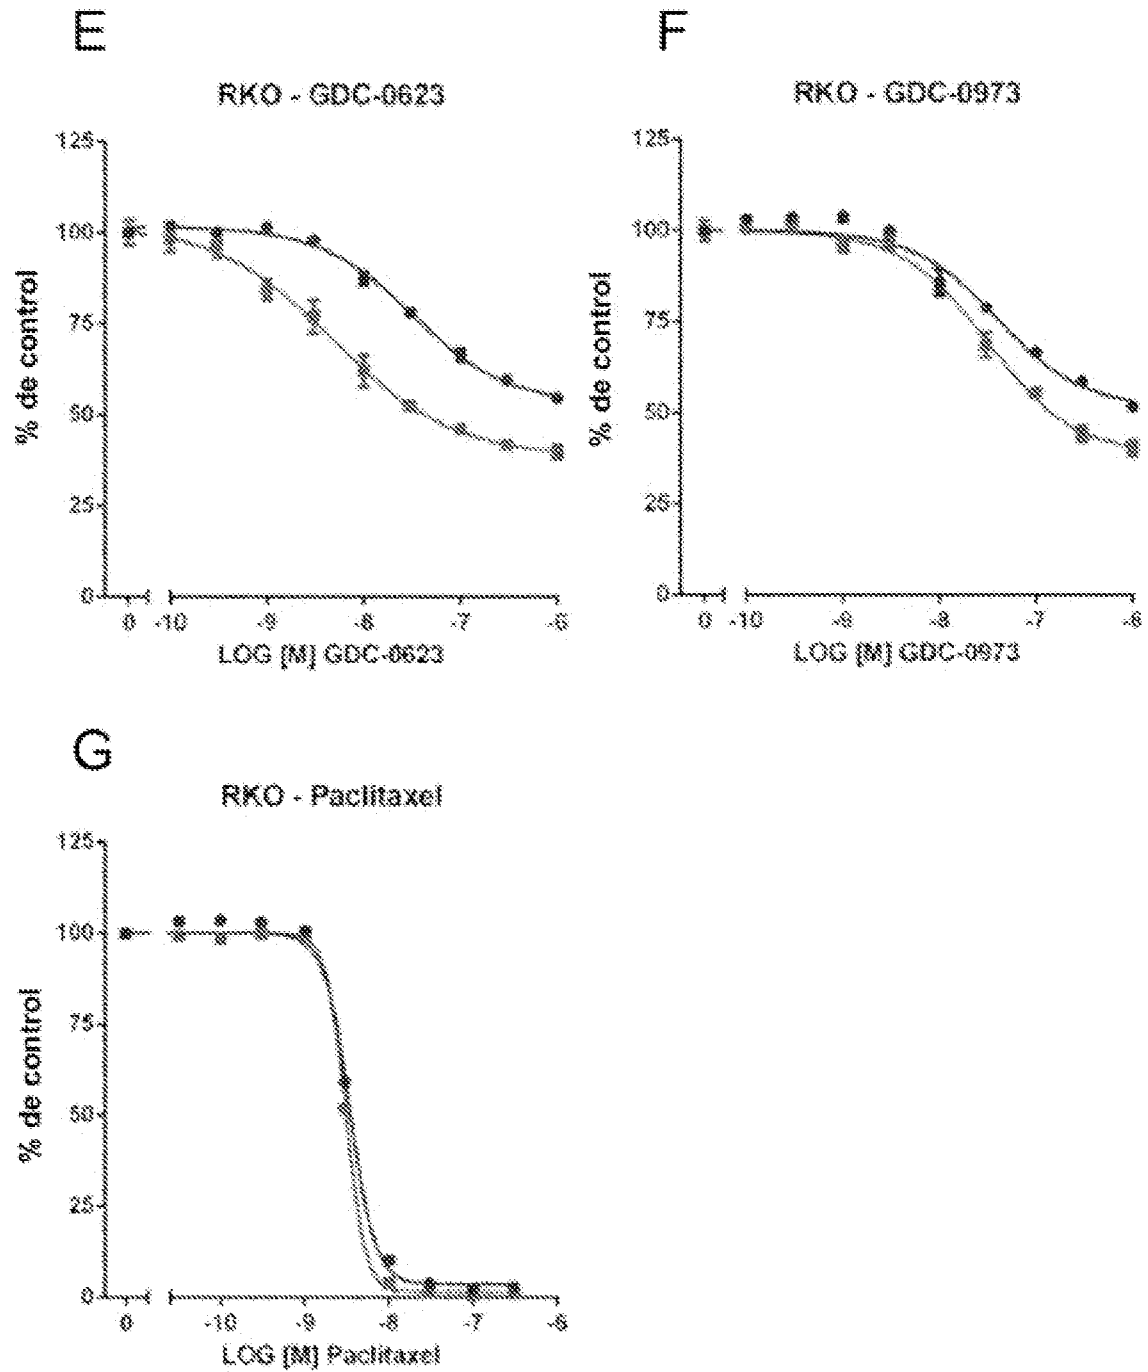 E
RKO - GDC-0623
125
100
75
50
25
0
% de control
0 -10 -9 -8 -7 -6
LOG [M] GDC-0623
F
RKO - GDC-0973
125
100
75
50
25
0
% de control
0 -10 -9 -8 -7 -6
LOG [M] GDC-0973
G
RKO - Paclitaxel
125
100
75
50
25
0
% de control
0 -10 -9 -8 -7 -6
LOG [M] Paclitaxel